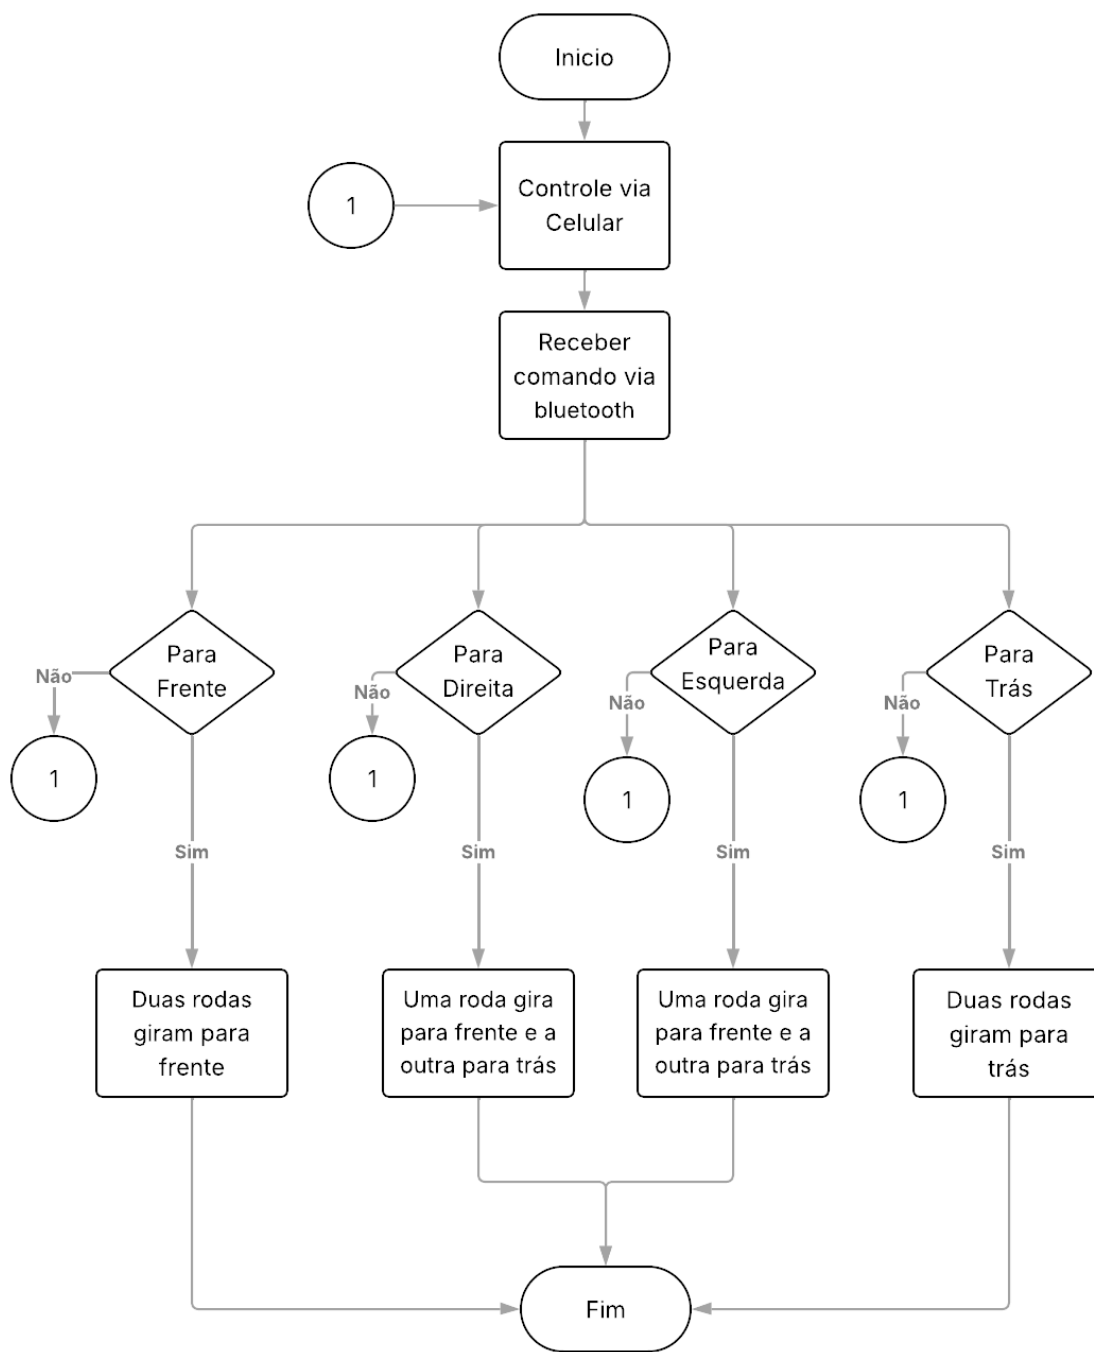 Inicio
1
Controle via
Celular
Receber
comando via
bluetooth
Para
Frente
Para
Direita
Para
Esquerda
Para
Trás
Não
Não
Não
Não
1
1
1
1
Sim
Sim
Sim
Sim
Duas rodas
giram para
frente
Uma roda gira
para frente e a
outra para trás
Uma roda gira
para frente e a
outra para trás
Duas rodas
giram para
trás
Fim